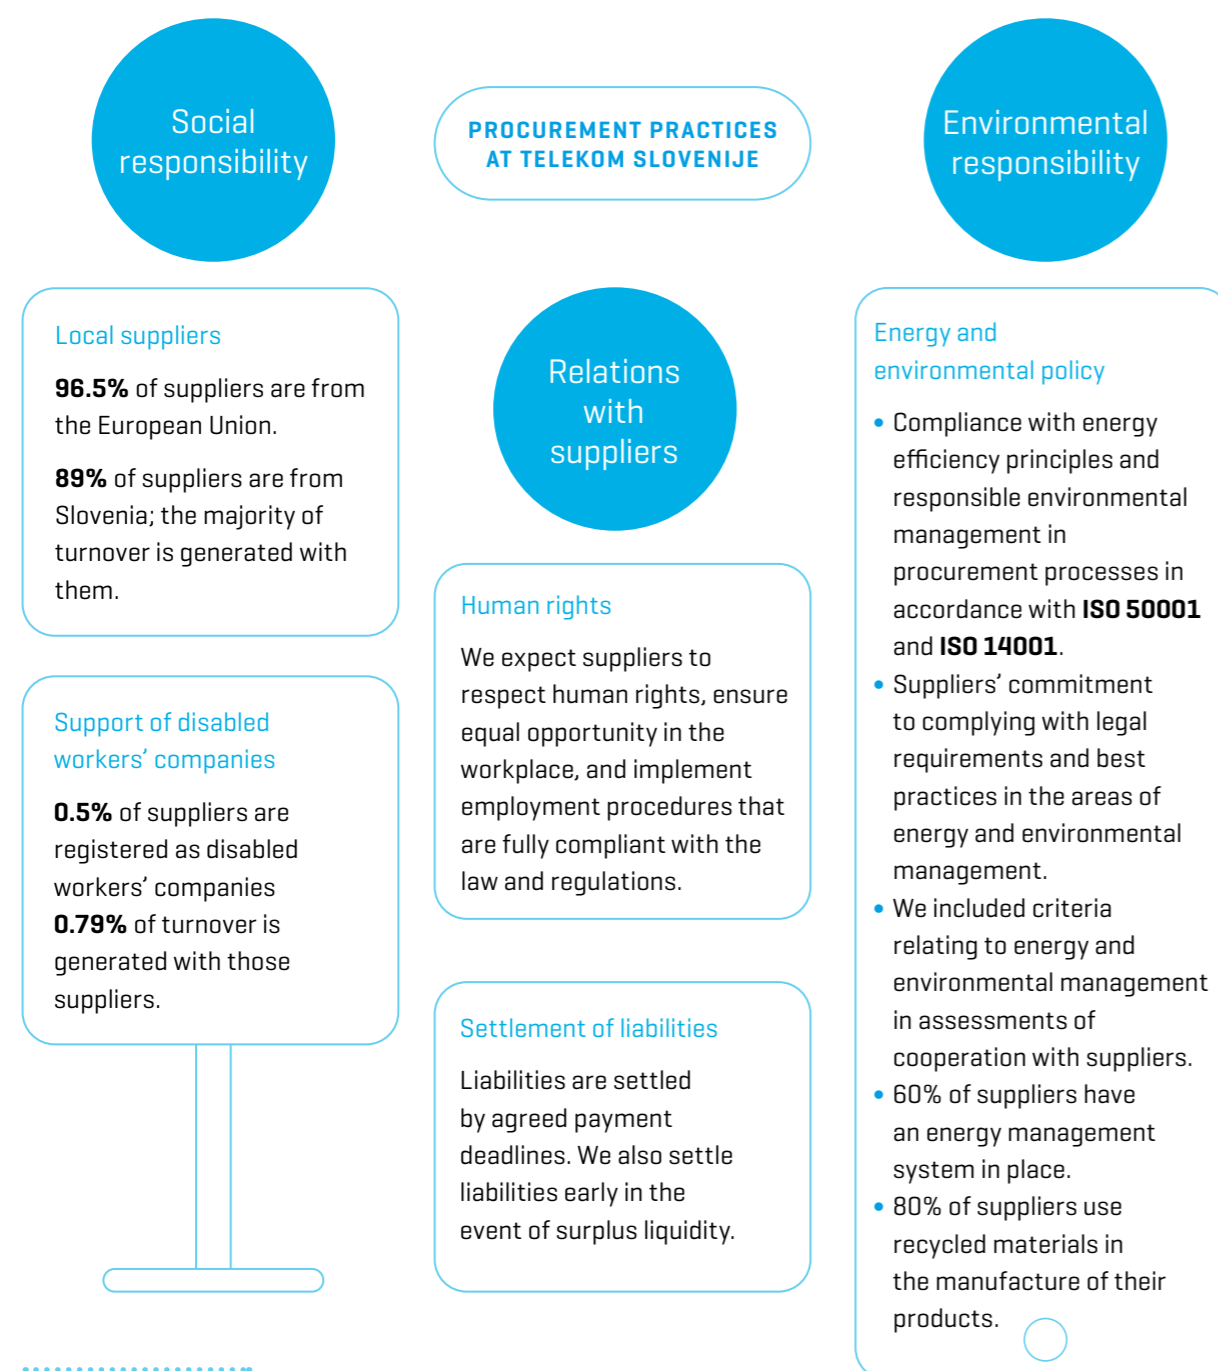 Social
responsibility
PROCUREMENT PRACTICES
AT TELEKOM SLOVENIJE
Environmental
responsibility
Local suppliers
96.5% of suppliers are from
the European Union.
89% of suppliers are from
Slovenia; the majority of
turnover is generated with
them.
Support of disabled
workers’ companies
0.5% of suppliers are
registered as disabled
workers’ companies
0.79% of turnover is
generated with those
suppliers.
Relations
with
suppliers
Human rights
We expect suppliers to
respect human rights, ensure
equal opportunity in the
workplace, and implement
employment procedures that
are fully compliant with the
law and regulations.
Settlement of liabilities
Liabilities are settled
by agreed payment
deadlines. We also settle
liabilities early in the
event of surplus liquidity.
Energy and
environmental policy
• Compliance with energy
efficiency principles and
responsible environmental
management in
procurement processes in
accordance with ISO 50001
and ISO 14001.
• Suppliers’ commitment
to complying with legal
requirements and best
practices in the areas of
energy and environmental
management.
• We included criteria
relating to energy and
environmental management
in assessments of
cooperation with suppliers.
• 60% of suppliers have
an energy management
system in place.
• 80% of suppliers use
recycled materials in
the manufacture of their
products.